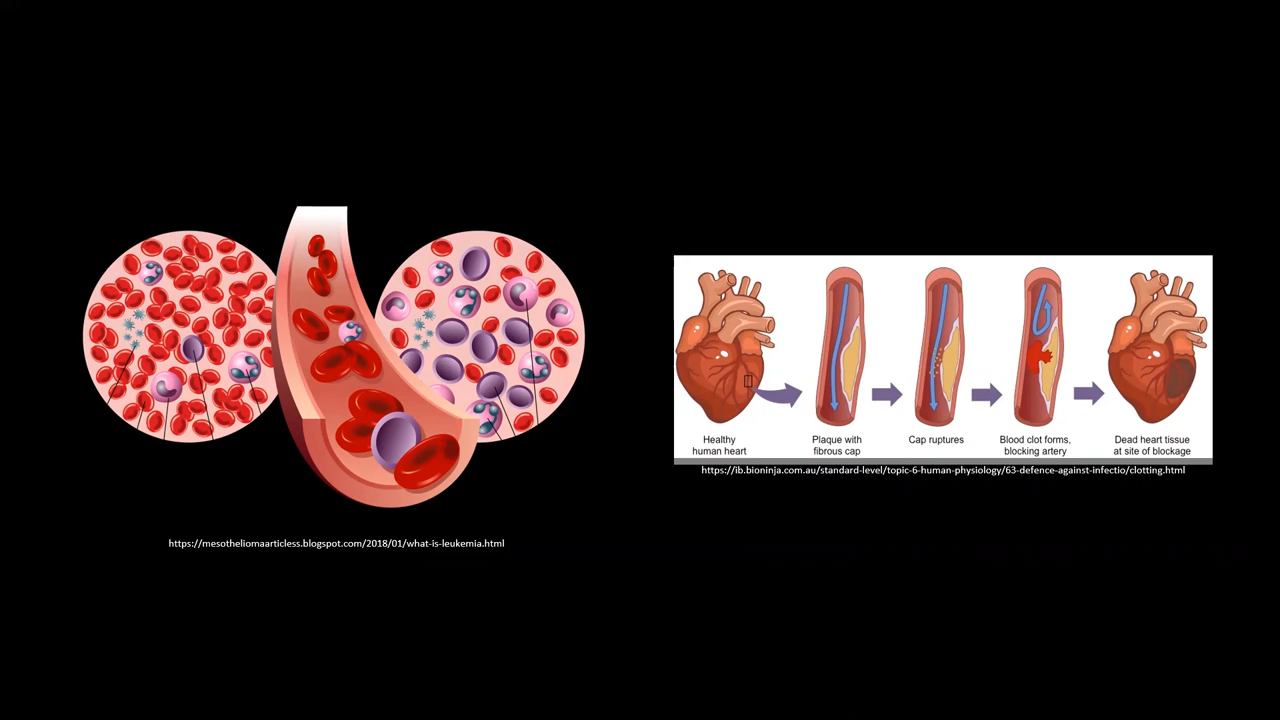 Healthy
human heart
Plaque with
fibrous cap
Cap ruptures
Blood clot forms,
blocking artery
Dead heart tissue
at site of blockage
https://ib.bioninja.com.au/standard-level/topic-6-human-physiology/63-defence-against-infectio/clotting.html
https://mesotheliomaarticless.blogspot.com/2018/01/what-is-leukemia.html